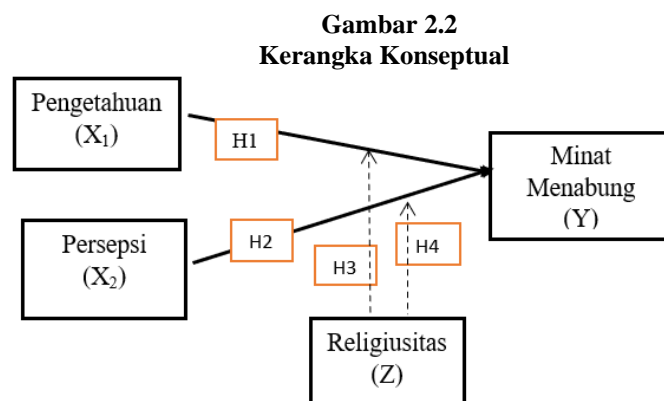 Gambar 2.2
Kerangka Konseptual
Pengetahuan
(X₁)
H1
Minat
Menabung
(Y)
Persepsi
(X₂)
H2
H3
H4
Religiusitas
(Z)